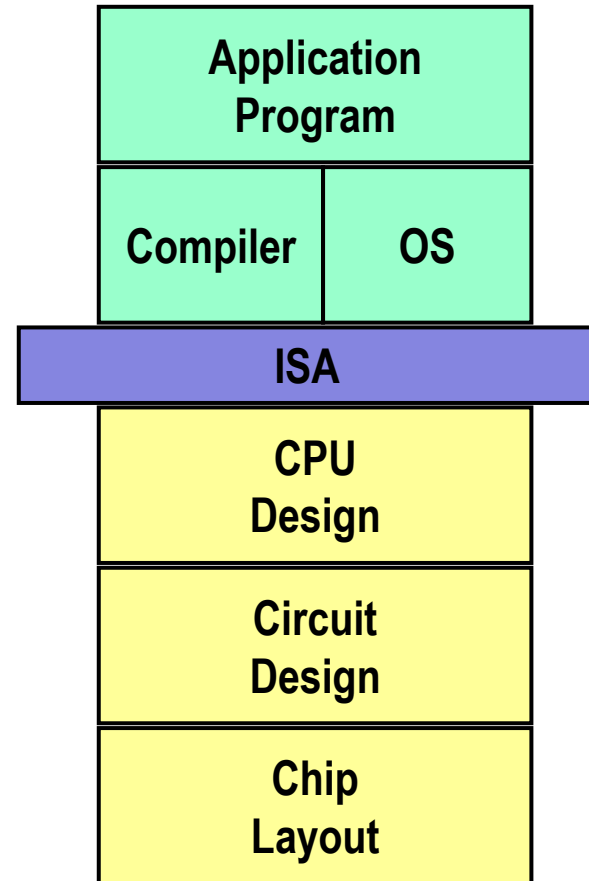 Application
Program
Compiler OS
ISA
CPU
Design
Circuit
Design
Chip
Layout